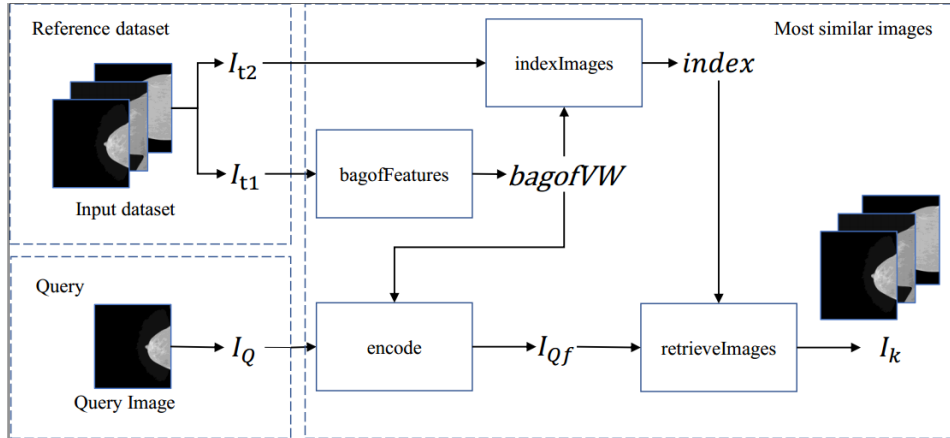 Reference dataset
Most similar images
I_t2
indexImages
index
I_t1
bagofFeatures
bagofVW
Input dataset
Query
I_Q
encode
I_Qf
retrieveImages
I_k
Query Image